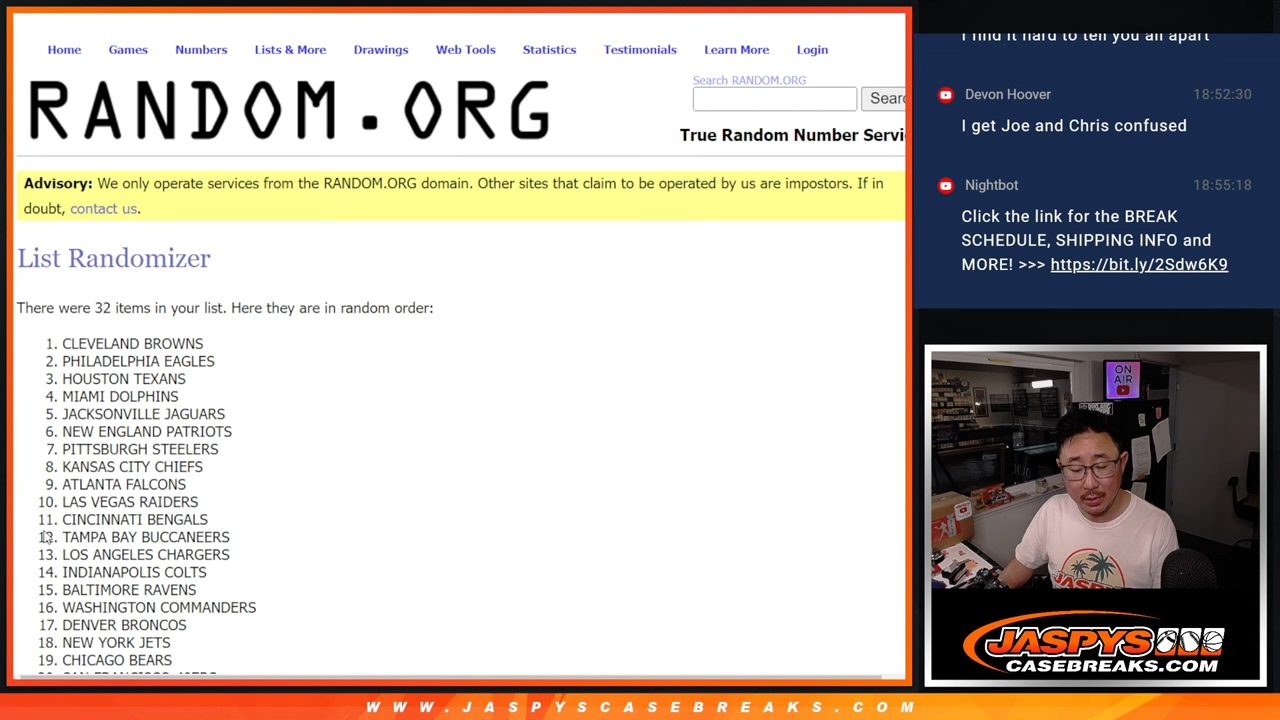 Home Games Numbers Lists & More Drawings Web Tools Statistics Testimonials Learn More Login
RANDOM.ORG
Search RANDOM.ORG
True Random Number Servi
Advisory: We only operate services from the RANDOM.ORG domain. Other sites that claim to be operated by us are impostors. If in
doubt, contact us.
List Randomizer
There were 32 items in your list. Here they are in random order:
1. CLEVELAND BROWNS
2. PHILADELPHIA EAGLES
3. HOUSTON TEXANS
4. MIAMI DOLPHINS
5. JACKSONVILLE JAGUARS
6. NEW ENGLAND PATRIOTS
7. PITTSBURGH STEELERS
8. KANSAS CITY CHIEFS
9. ATLANTA FALCONS
10. LAS VEGAS RAIDERS
11. CINCINNATI BENGALS
12. TAMPA BAY BUCCANEERS
13. LOS ANGELES CHARGERS
14. INDIANAPOLIS COLTS
15. BALTIMORE RAVENS
16. WASHINGTON COMMANDERS
17. DENVER BRONCOS
18. NEW YORK JETS
19. CHICAGO BEARS
I find it hard to tell you all apart
Devon Hoover 18:52:30
I get Joe and Chris confused
Nightbot 18:55:18
Click the link for the BREAK
SCHEDULE, SHIPPING INFO and
MORE! >>> https://bit.ly/2Sdw6K9
ON
AIR
JASPYS
CASEBREAKS.COM
WWW.JASPYSCASEBREAKS.COM